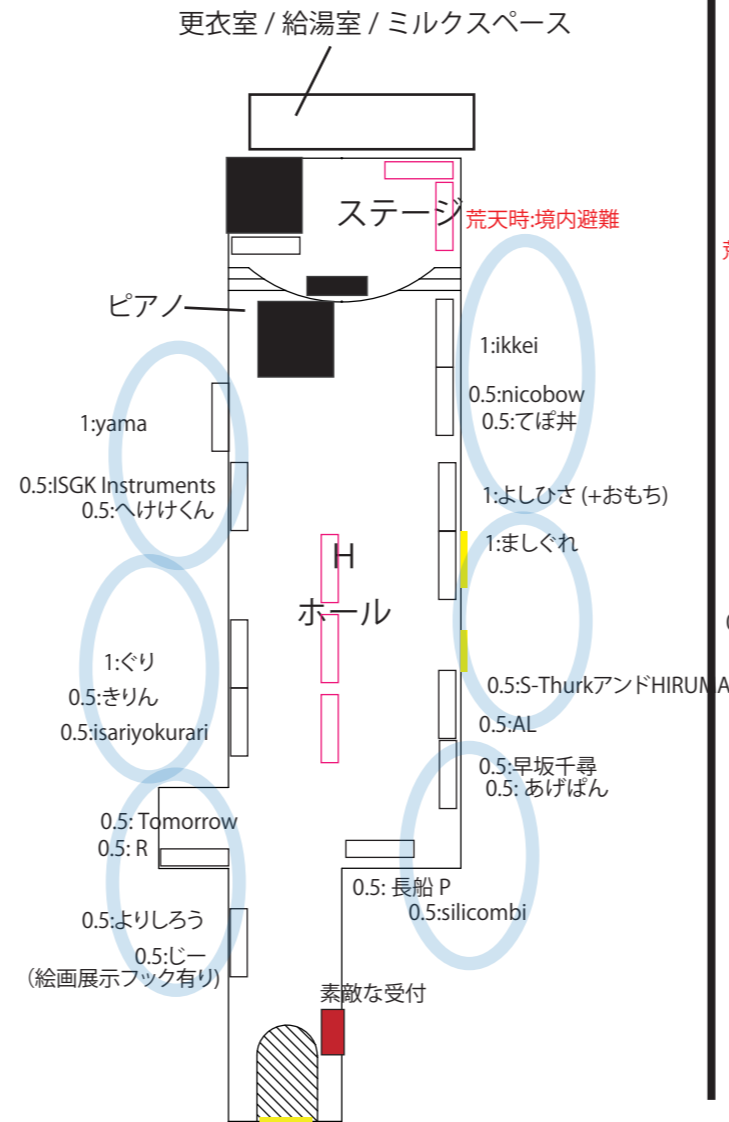 更衣室 / 給湯室 / ミルクスペース
ステージ
荒天時:境内避難
荒
ピアノ
1:ikkei
0.5:nicobow
0.5:てぽ丼
1:yama
0.5:ISGK Instruments
0.5:へけけくん
1:よしひさ (+おもち)
1:ましぐれ
H
ホール
1:ぐり
0.5:きりん
0.5:isariyokurari
0.5:S-ThurkアンドHIRUMA
0.5:AL
0.5:早坂千尋
0.5: あげぱん
0.5: Tomorrow
0.5: R
0.5: 長船 P
0.5:silicombi
0.5:よりしろう
0.5:じー
(絵画展示フック有り)
素敵な受付